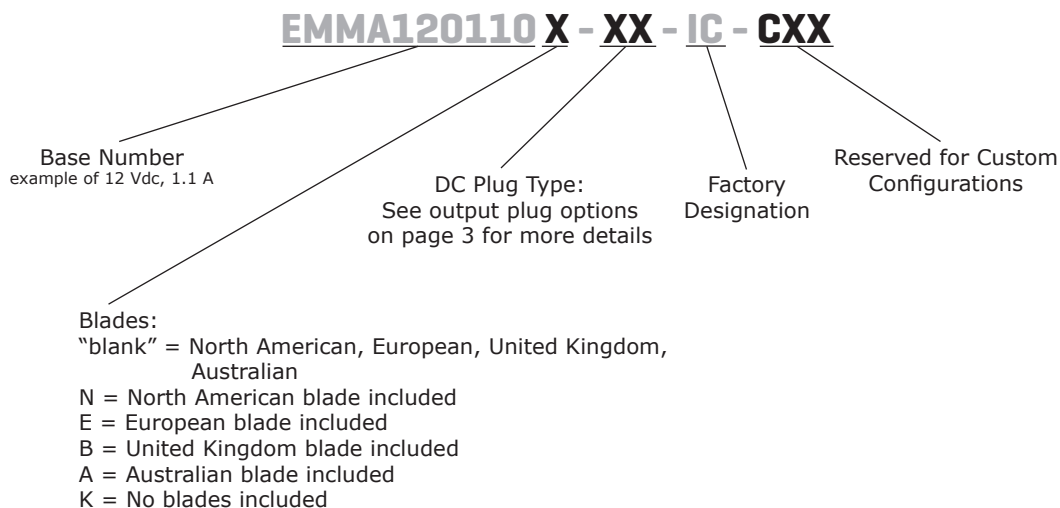 EMMA120110 X - XX - IC - CXX
Base Number
example of 12 Vdc, 1.1 A
DC Plug Type:
See output plug options
on page 3 for more details
Factory
Designation
Reserved for Custom
Configurations
Blades:
“blank” = North American, European, United Kingdom,
Australian
N = North American blade included
E = European blade included
B = United Kingdom blade included
A = Australian blade included
K = No blades included